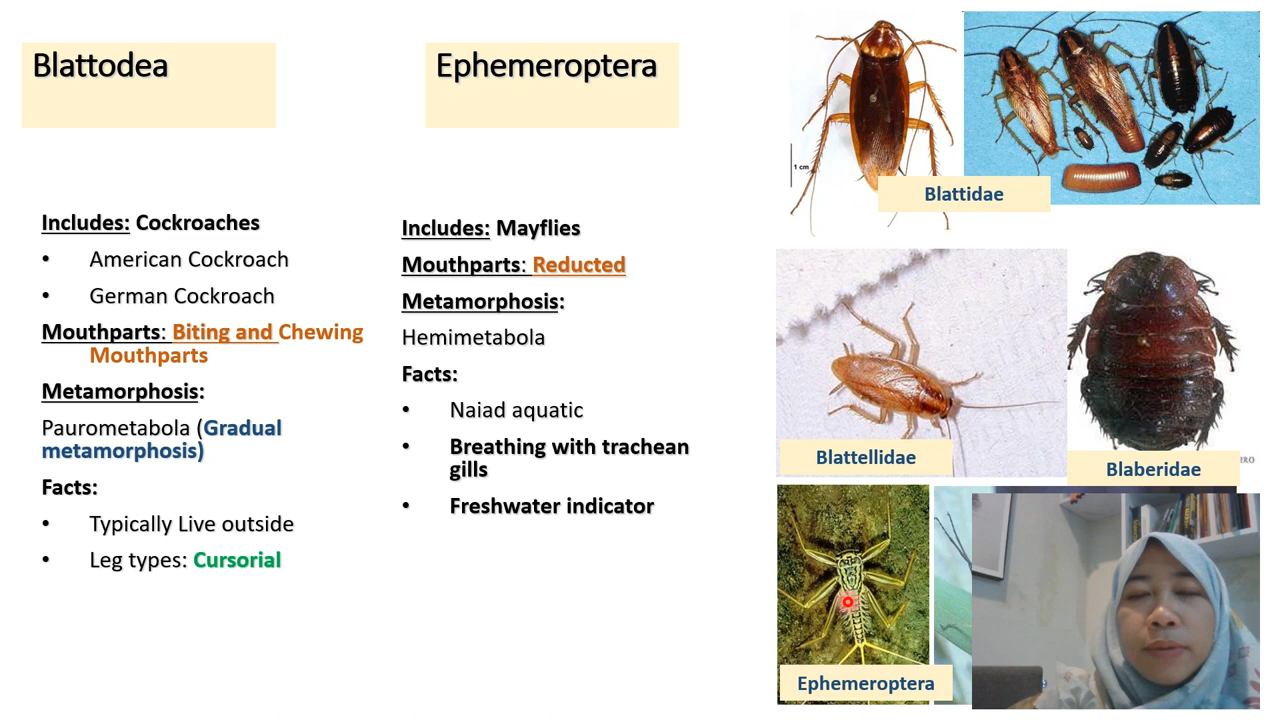 Blattodea
Includes: Cockroaches
• American Cockroach
• German Cockroach
Mouthparts: Biting and Chewing
Mouthparts
Metamorphosis:
Paurometabola (Gradual
metamorphosis)
Facts:
• Typically Live outside
• Leg types: Cursorial
Ephemeroptera
Includes: Mayflies
Mouthparts: Reducted
Metamorphosis:
Hemimetabola
Facts:
• Naiad aquatic
• Breathing with trachean
gills
• Freshwater indicator
1 cm
Blattidae
Blattellidae
Blaberidae
Ephemeroptera